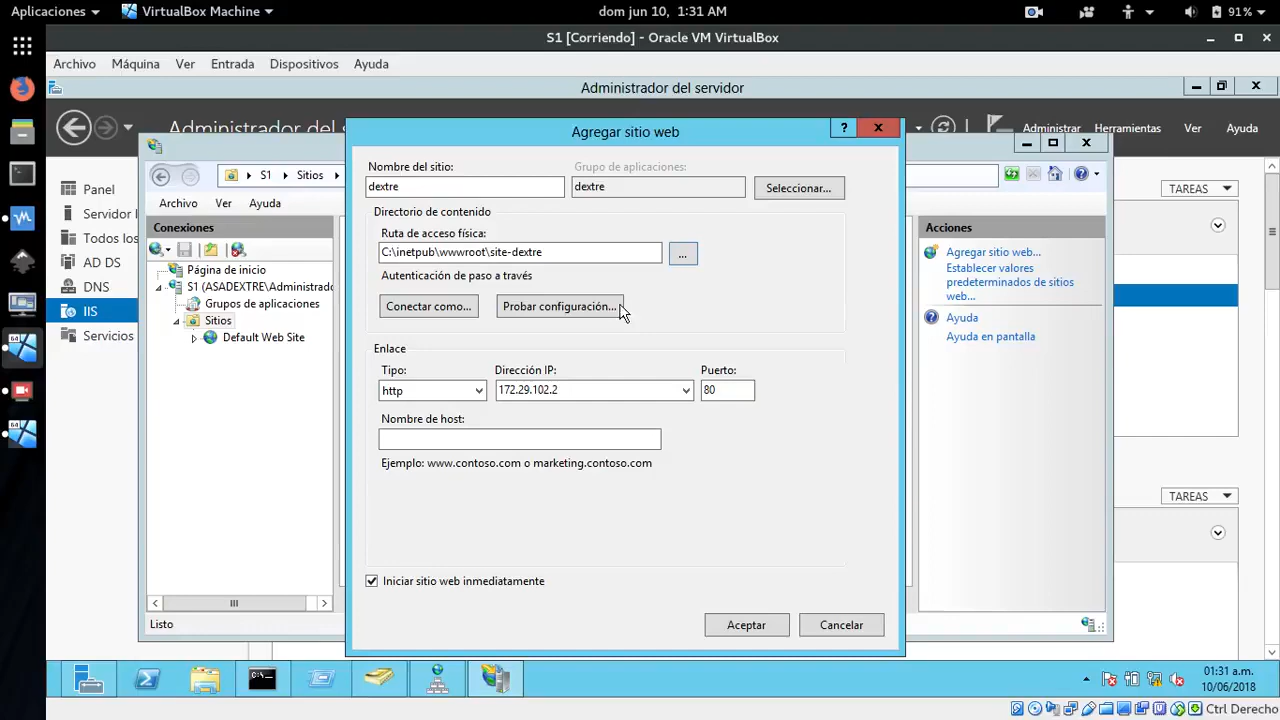 Aplicaciones
VirtualBox Machine
dom jun 10, 1:31 AM
91%
S1 [Corriendo] - Oracle VM VirtualBox
Archivo Máquina Ver Entrada Dispositivos Ayuda
Administrador del servidor
Administrador del s
Administrar Herramientas Ver Ayuda
Panel
Servidor l
Todos los
AD DS
DNS
IIS
Servicios
S1 Sitios
Archivo Ver Ayuda
Conexiones
Página de inicio
S1 (ASADEXTRE\Administrado
Grupos de aplicaciones
Sitios
Default Web Site
Listo
Agregar sitio web
Nombre del sitio:
dextre
Grupo de aplicaciones:
dextre
Seleccionar...
Directorio de contenido
Ruta de acceso física:
C:\inetpub\wwwroot\site-dextre
...
Autenticación de paso a través
Conectar como... Probar configuración...
Enlace
Tipo: Dirección IP: Puerto:
http 172.29.102.2 80
Nombre de host:
Ejemplo: www.contoso.com o marketing.contoso.com
Iniciar sitio web inmediatamente
Aceptar Cancelar
Acciones
Agregar sitio web...
Establecer valores
predeterminados de sitios
web...
Ayuda
Ayuda en pantalla
TAREAS
TAREAS
01:31 a.m.
10/06/2018
Ctrl Derecho